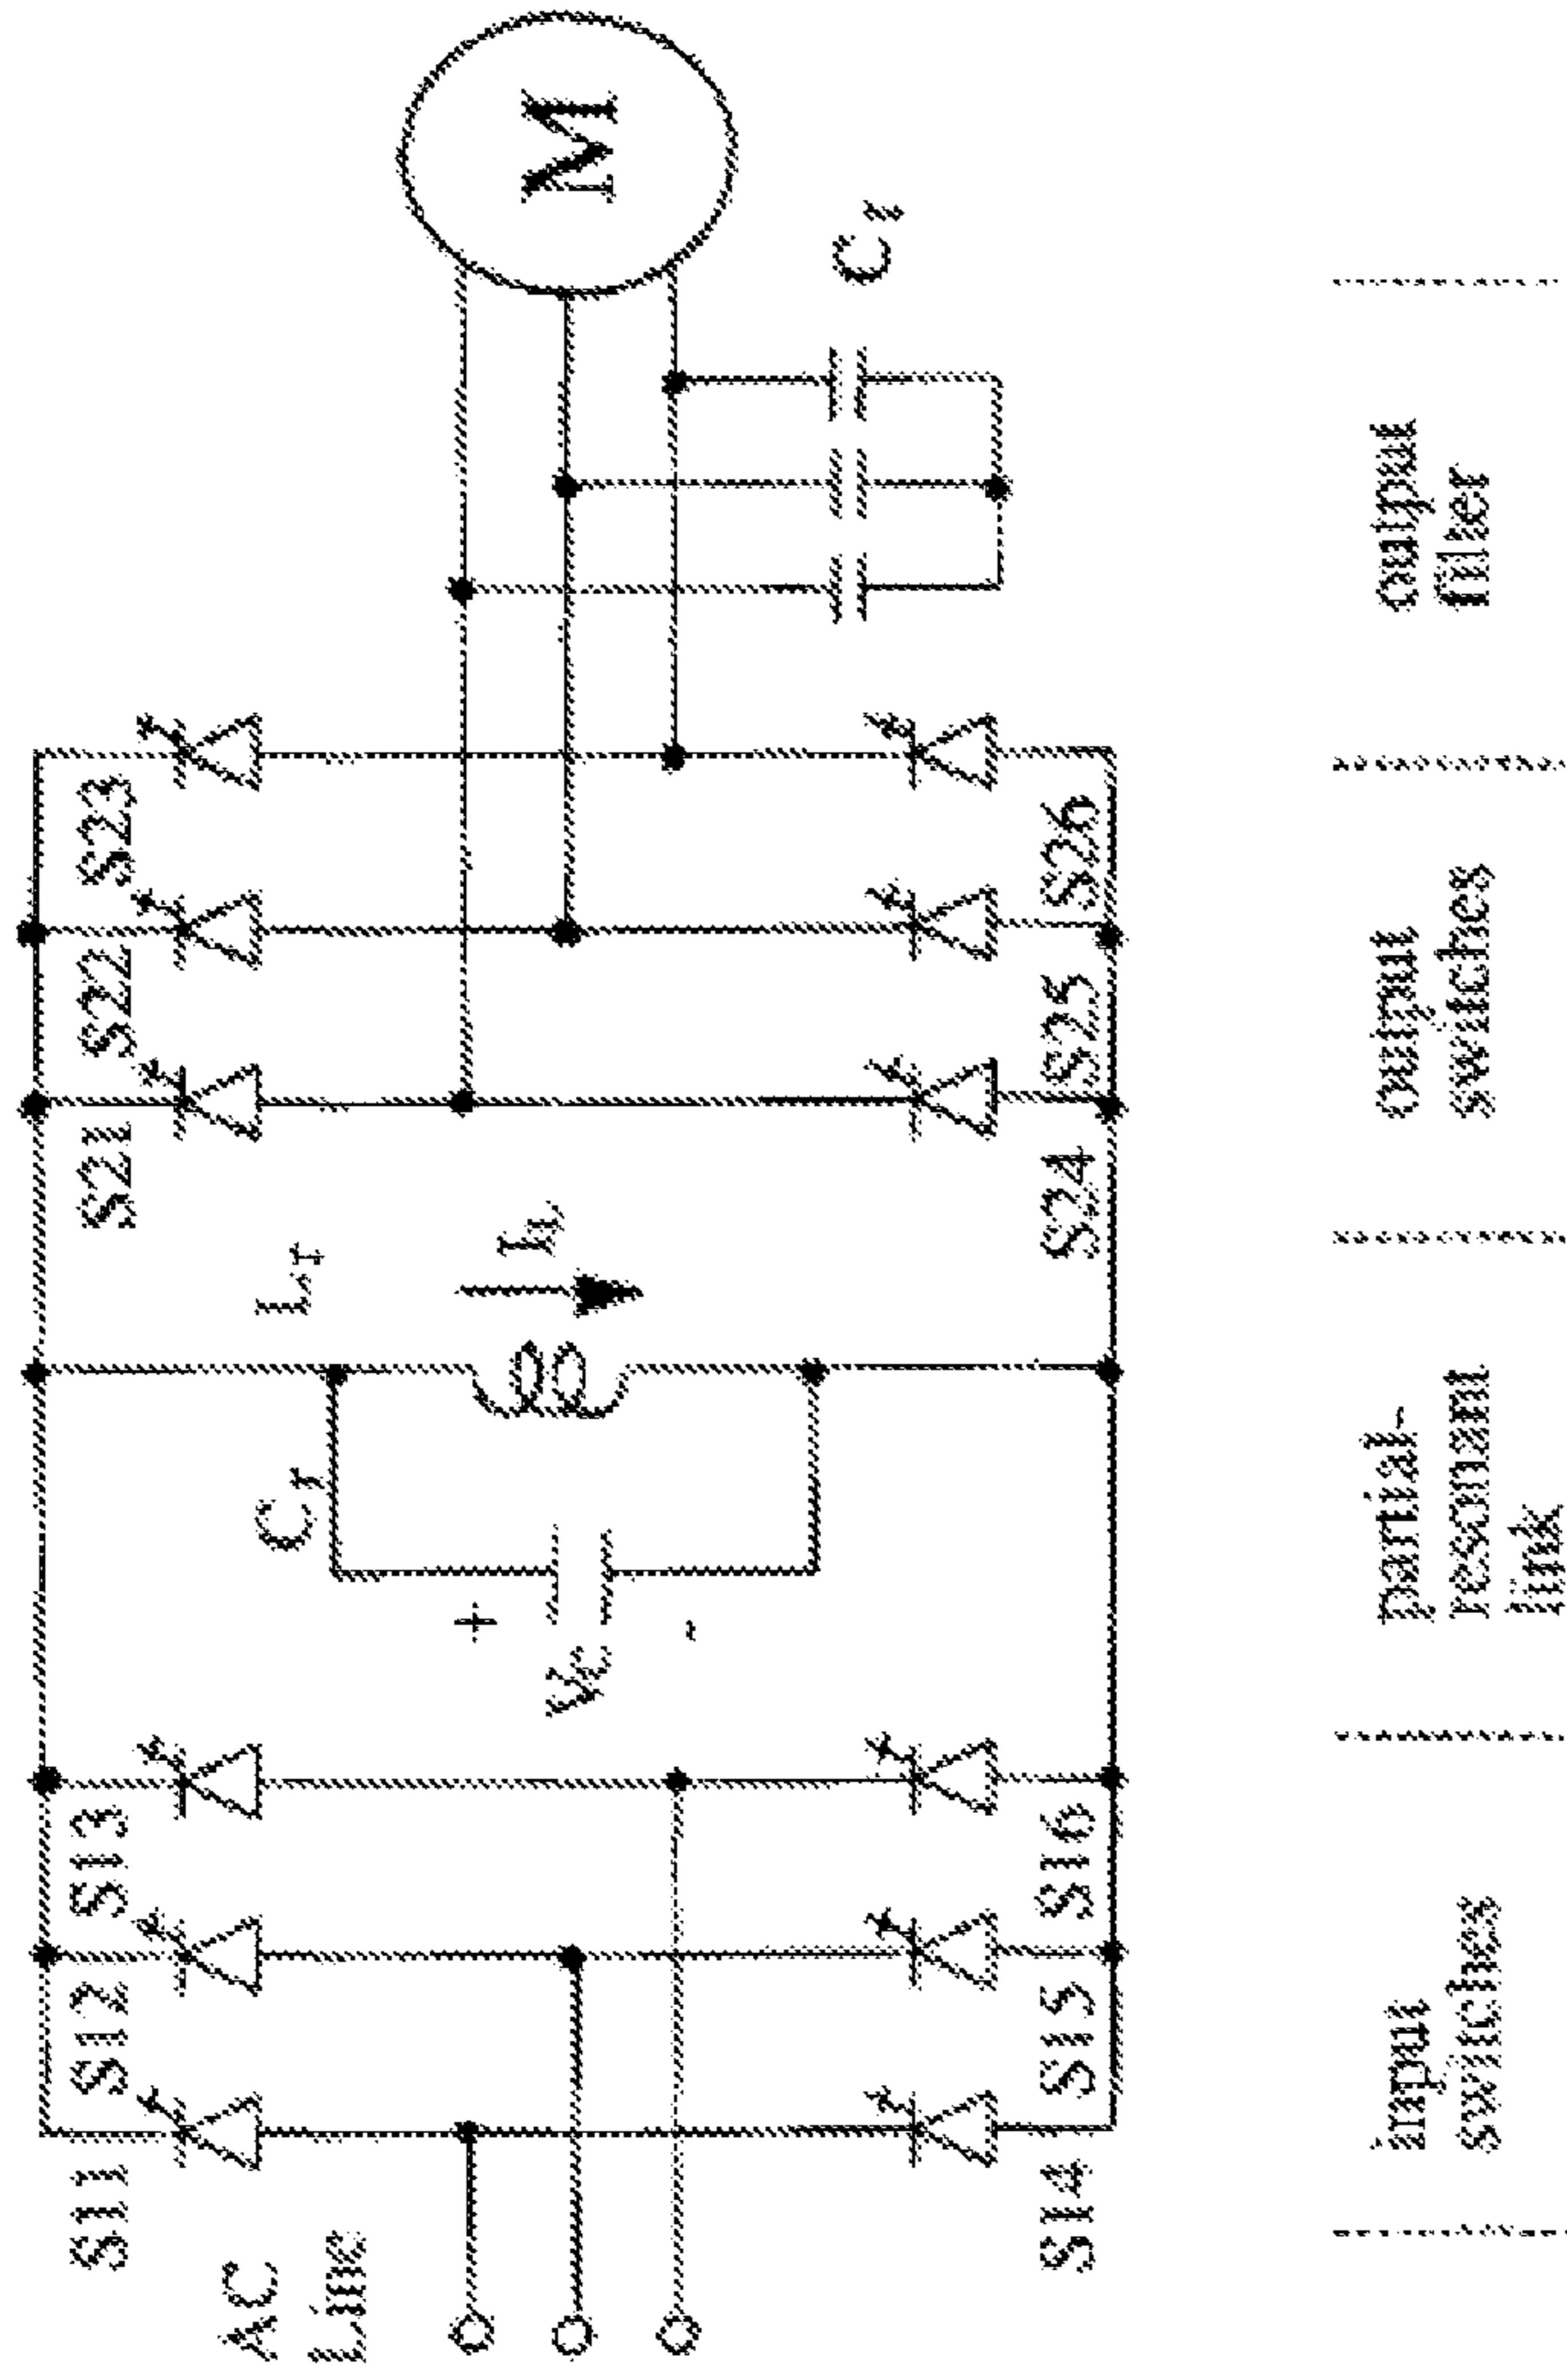 AC
Line
S11
S12
S13
S14
S15
S16
+
VC
-
Cr
Lr
IL
S21
S22
S23
S24
S25
S26
M
Cf
input
switches
partial-
resonant
link
output
switches
output
filter